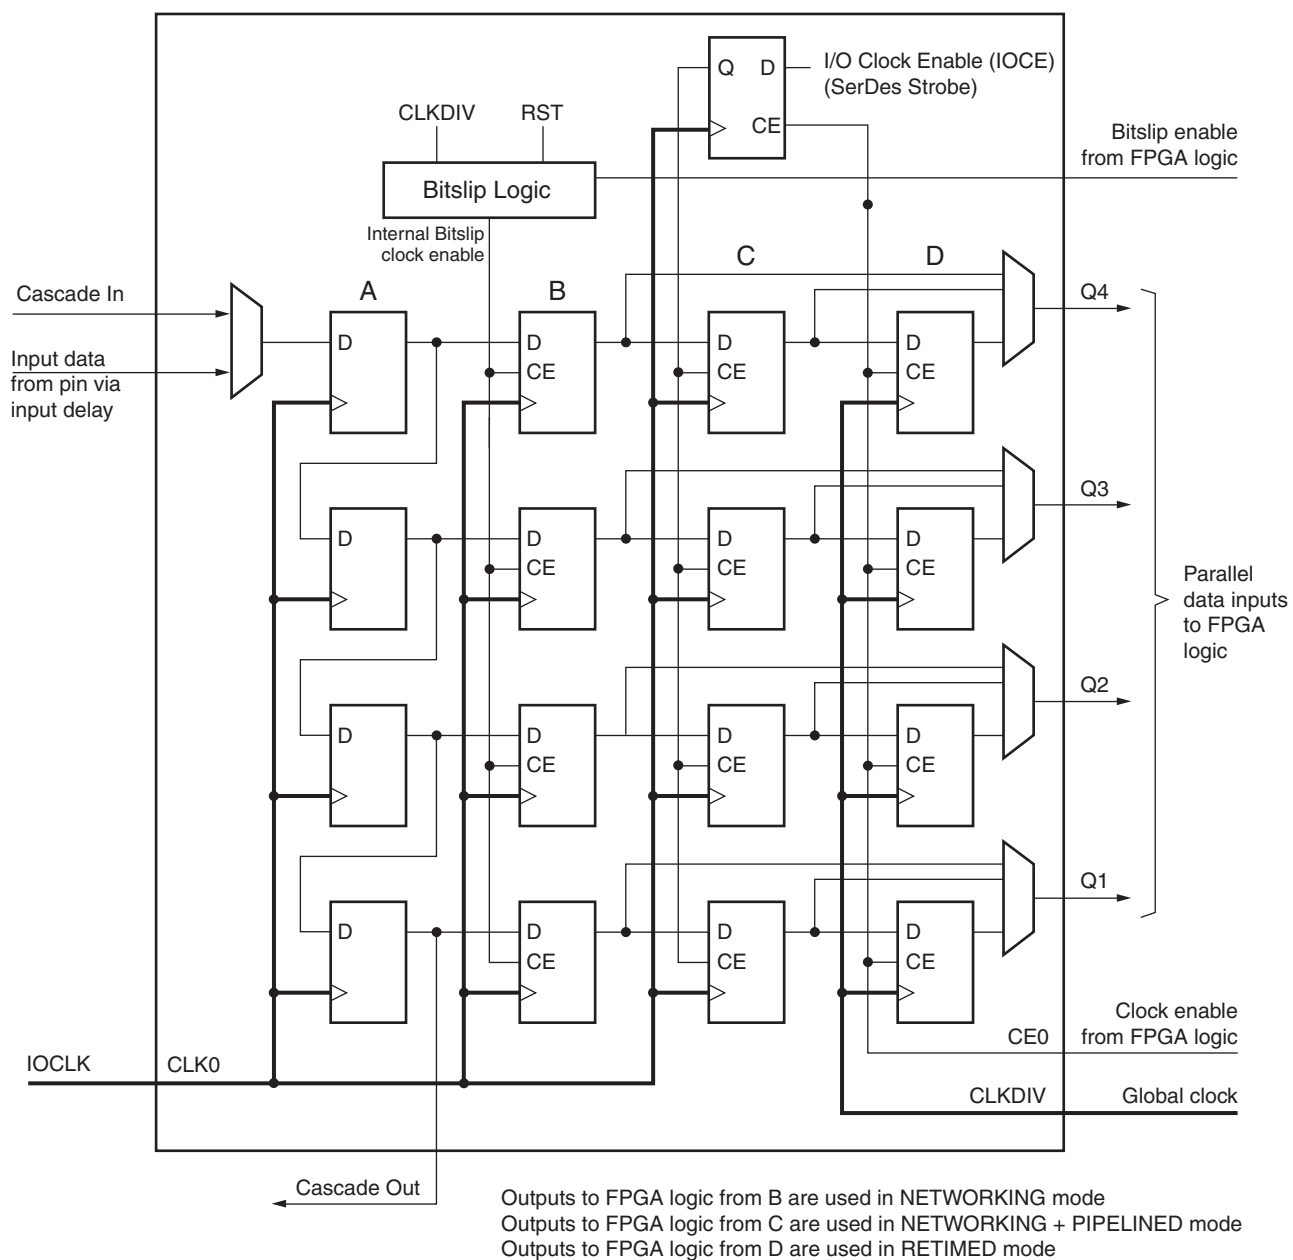 Q D
I/O Clock Enable (IOCE)
(SerDes Strobe)
CE
CLKDIV
RST
Bitslip enable
from FPGA logic
Bitslip Logic
Internal Bitslip
clock enable
A
B
C
D
Cascade In
Input data
from pin via
input delay
D
D
CE
D
CE
D
CE
Q4
D
D
CE
D
CE
D
CE
Q3
Parallel
data inputs
to FPGA
logic
D
D
CE
D
CE
D
CE
Q2
D
D
CE
D
CE
D
CE
Q1
IOCLK
CLK0
CE0
Clock enable
from FPGA logic
CLKDIV
Global clock
Cascade Out
Outputs to FPGA logic from B are used in NETWORKING mode
Outputs to FPGA logic from C are used in NETWORKING + PIPELINED mode
Outputs to FPGA logic from D are used in RETIMED mode